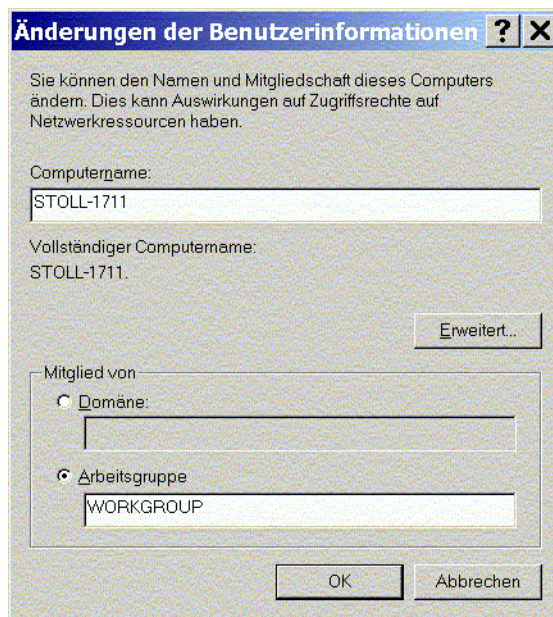 Änderungen der Benutzerinformationen
Sie können den Namen und Mitgliedschaft dieses Computers
ändern. Dies kann Auswirkungen auf Zugriffsrechte auf
Netzwerkressourcen haben.
Computername:
STOLL-1711
Vollständiger Computername:
STOLL-1711.
Erweitert...
Mitglied von
Domäne:
Arbeitsgruppe
WORKGROUP
OK
Abbrechen